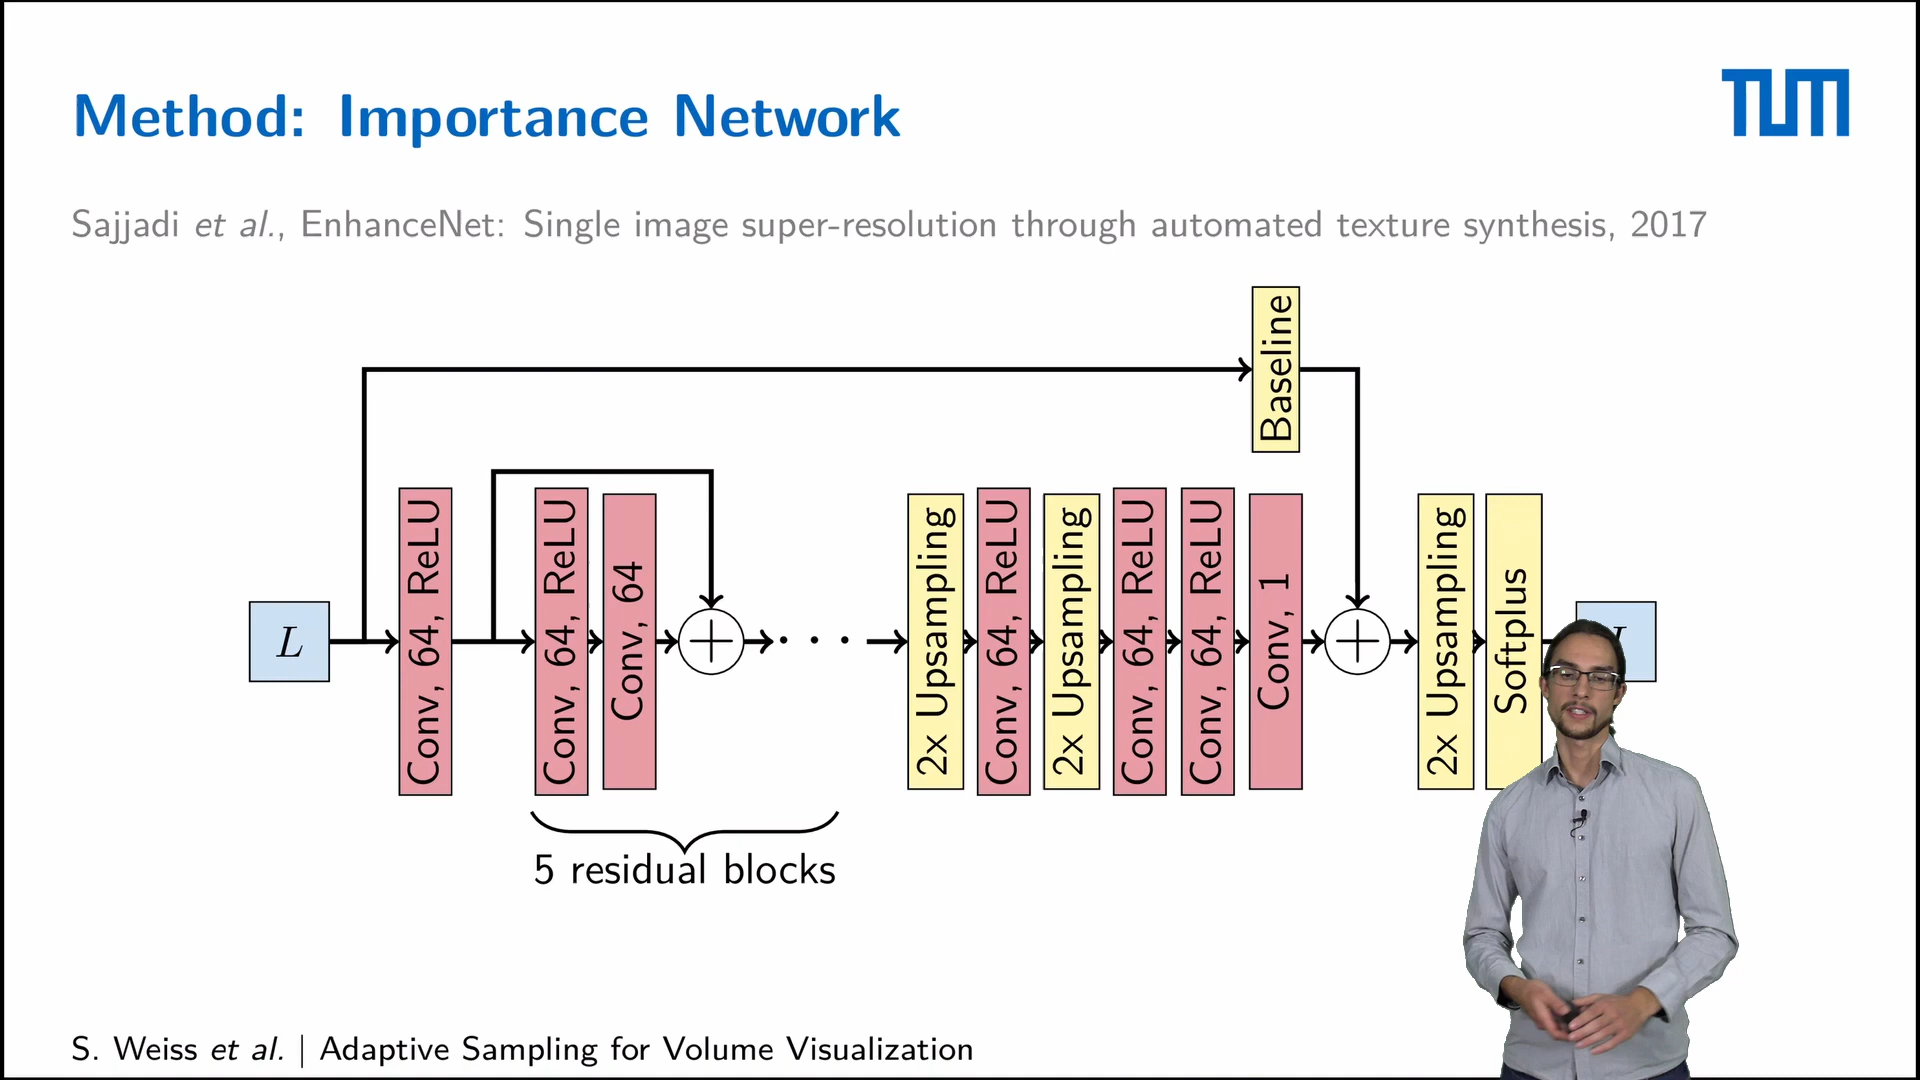 Method: Importance Network
TUM
Sajjadi et al., EnhanceNet: Single image super-resolution through automated texture synthesis, 2017
Baseline
L
Conv, 64, ReLU
Conv, 64, ReLU
Conv, 64
2x Upsampling
Conv, 64, ReLU
2x Upsampling
Conv, 64, ReLU
Conv, 64, ReLU
Conv, 1
2x Upsampling
Softplus
5 residual blocks
S. Weiss et al. | Adaptive Sampling for Volume Visualization